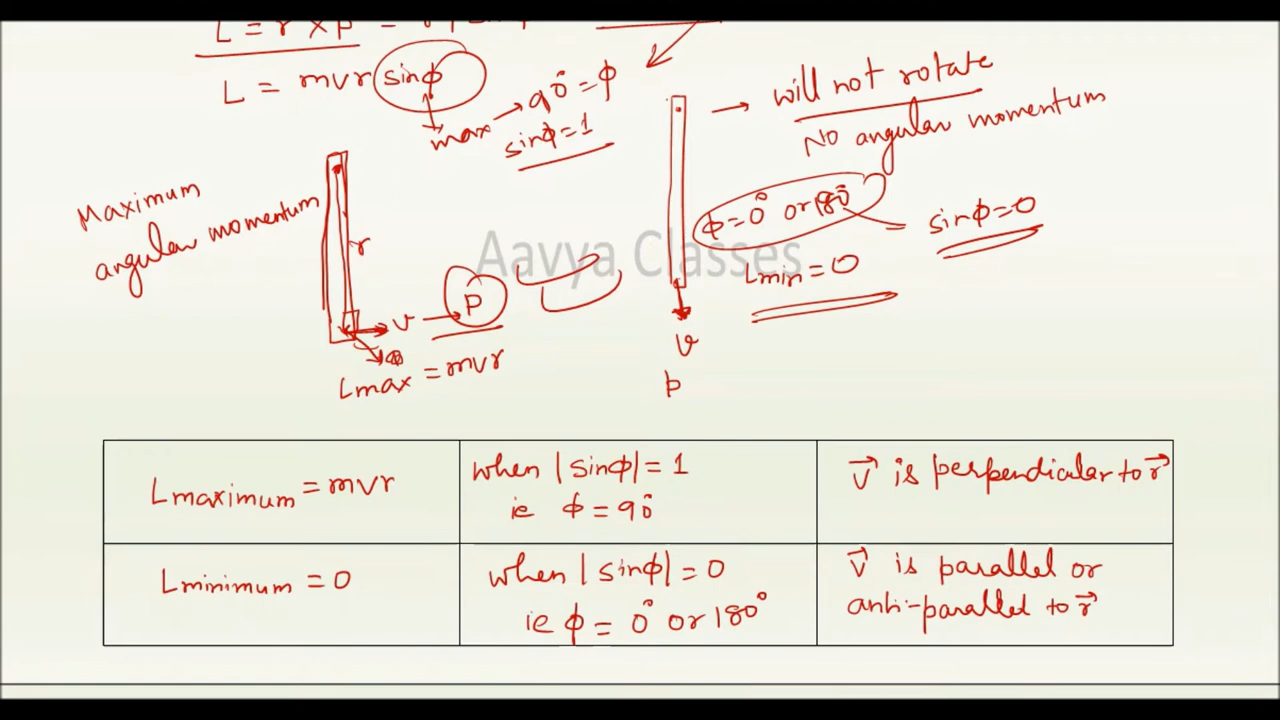 L = r × p =
L = mvr sinϕ
max → 90° = ϕ
sinϕ = 1
→ will not rotate
No angular momentum
Maximum
angular momentum
r
v
p
Lmax = mvr
ϕ = 0° or 180°
sinϕ = 0
Lmin = 0
v
p
Aavya Classes
Lmaximum = mvr
when |sinϕ| = 1
ie ϕ = 90°
v⃗ is perpendicular to r⃗
Lminimum = 0
when |sinϕ| = 0
ie ϕ = 0° or 180°
v⃗ is parallel or
anti-parallel to r⃗